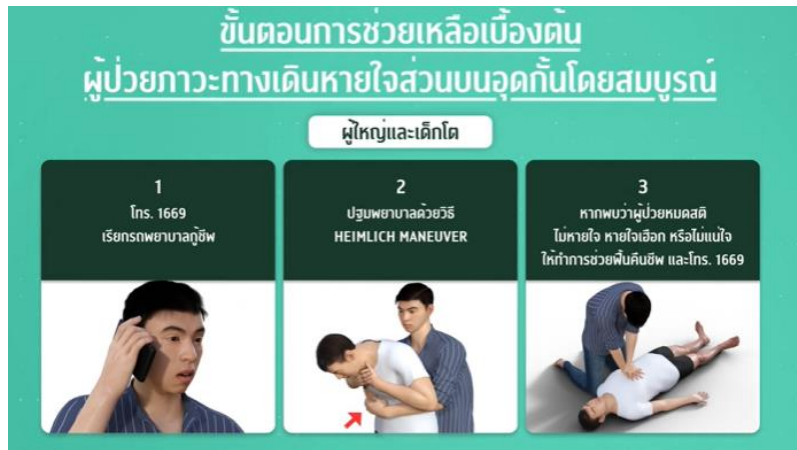 ขั้นตอนการช่วยเหลือเบื้องต้น
ผู้ป่วยภาวะทางเดินหายใจส่วนบนอุดกั้นโดยสมบูรณ์
ผู้ใหญ่และเด็กโต
1
โทร. 1669
เรียกรถพยาบาลกู้ชีพ
2
ปฐมพยาบาลด้วยวิธี
HEIMLICH MANEUVER
3
หากพบว่าผู้ป่วยหมดสติ
ไม่หายใจ หายใจเฮือก หรือไม่แน่ใจ
ให้ทำการช่วยฟื้นคืนชีพ และโทร. 1669